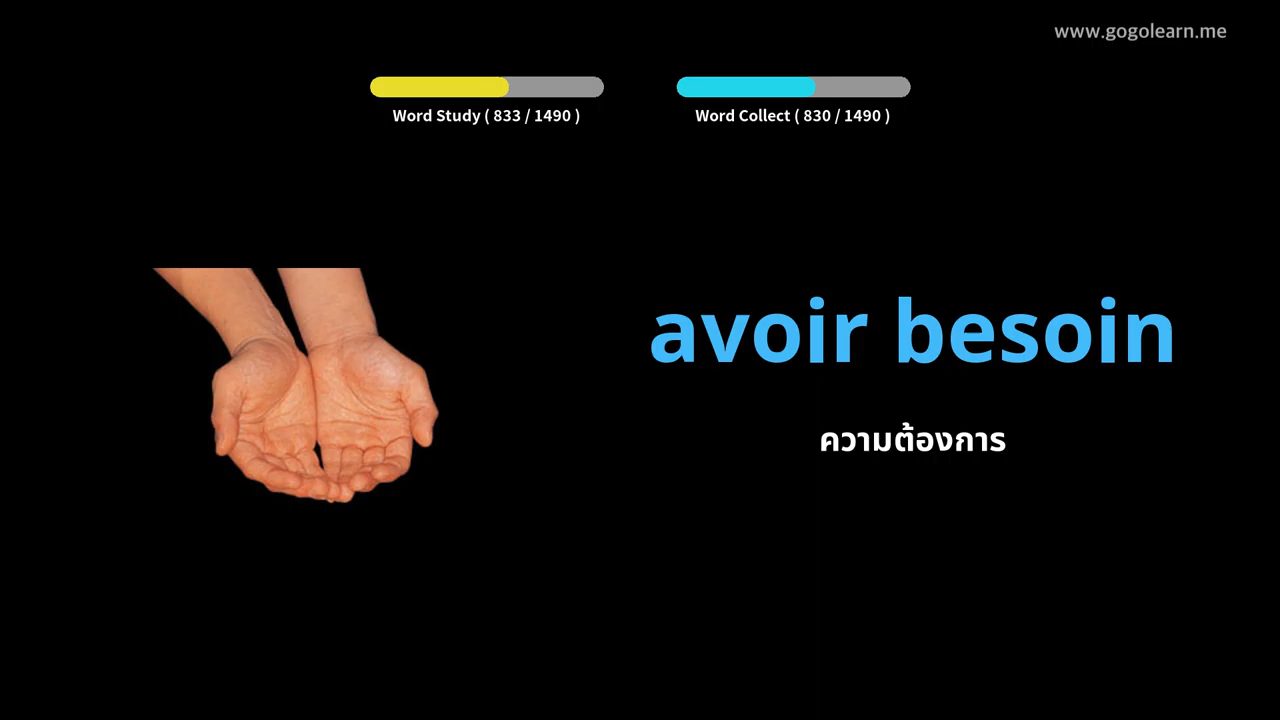 www.gogolearn.me
Word Study ( 833 / 1490 )
Word Collect ( 830 / 1490 )
avoir besoin
ความต้องการ